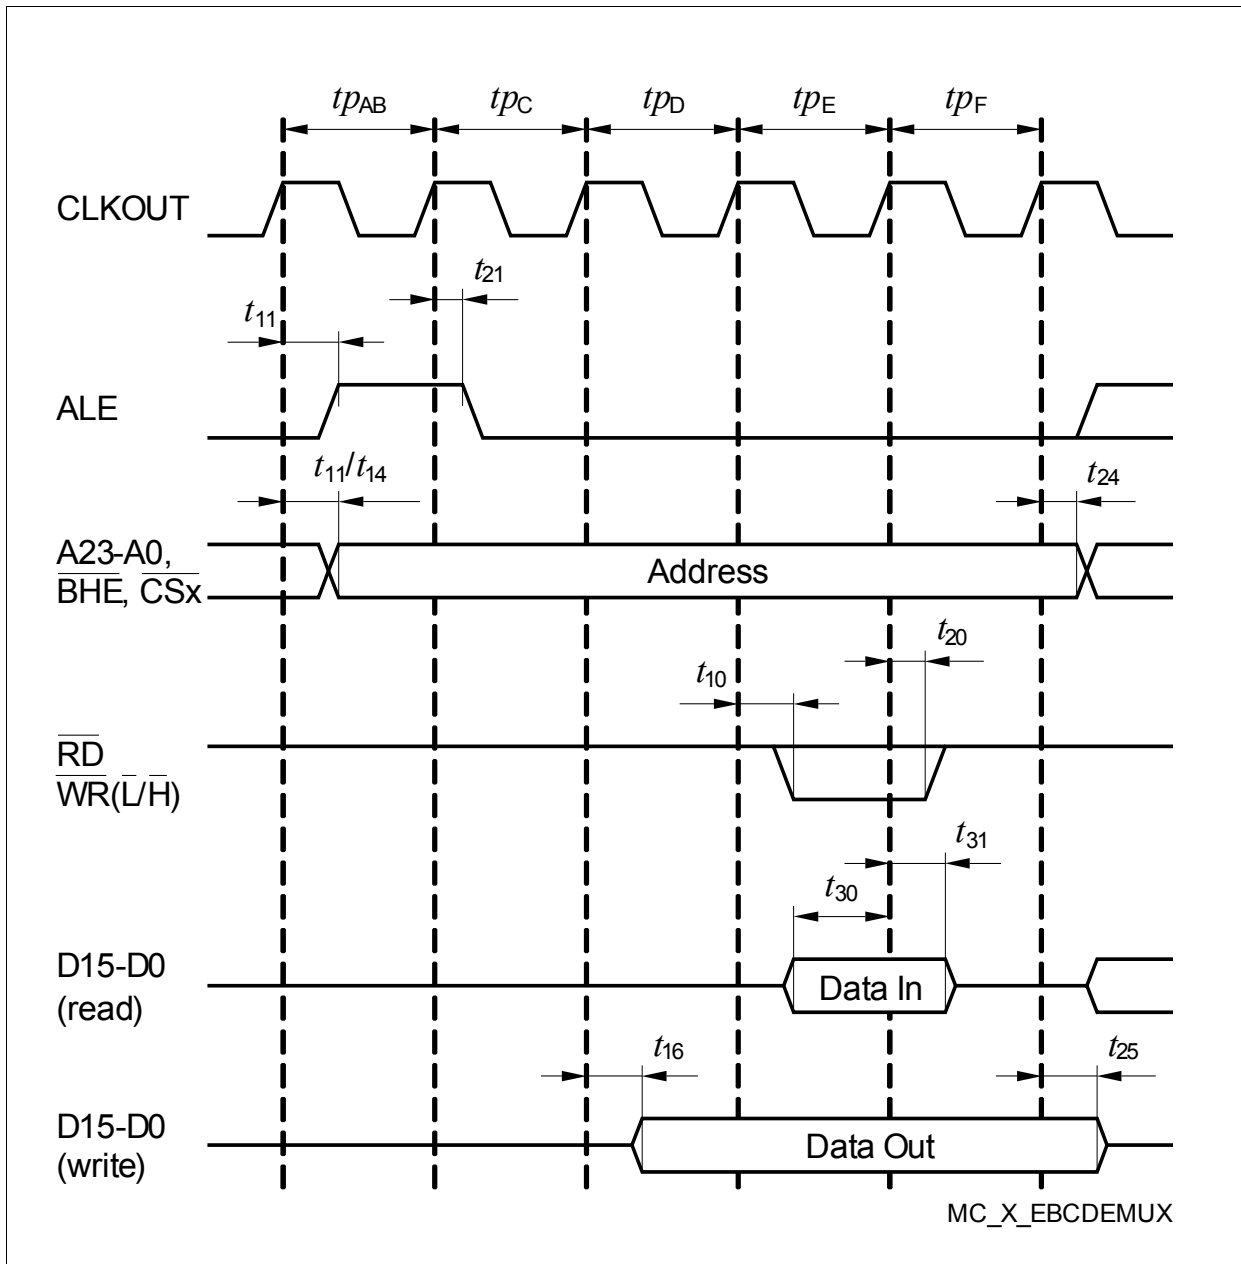 tpAB tpC tpD tpE tpF
CLKOUT
t21
t11
ALE
t11/t14 t24
A23-A0,
BHE, CSx
Address
t20
t10
RD
WR(L/H)
t31
t30
D15-D0
(read)
Data In
t16 t25
D15-D0
(write)
Data Out
MC_X_EBCDEMUX